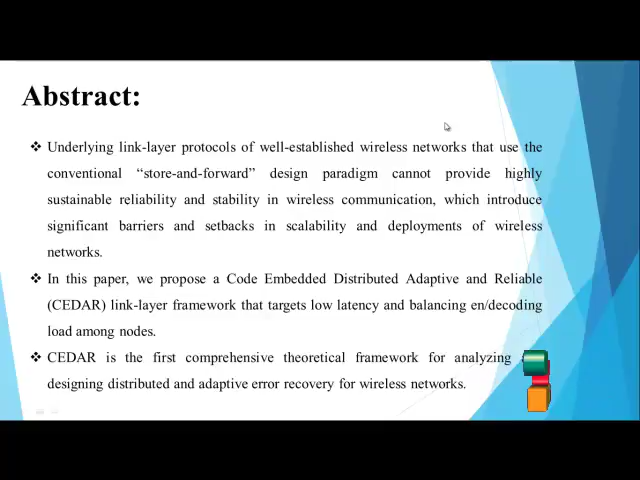 Abstract:
❖ Underlying link-layer protocols of well-established wireless networks that use the
conventional “store-and-forward” design paradigm cannot provide highly
sustainable reliability and stability in wireless communication, which introduce
significant barriers and setbacks in scalability and deployments of wireless
networks.
❖ In this paper, we propose a Code Embedded Distributed Adaptive and Reliable
(CEDAR) link-layer framework that targets low latency and balancing en/decoding
load among nodes.
❖ CEDAR is the first comprehensive theoretical framework for analyzing
designing distributed and adaptive error recovery for wireless networks.